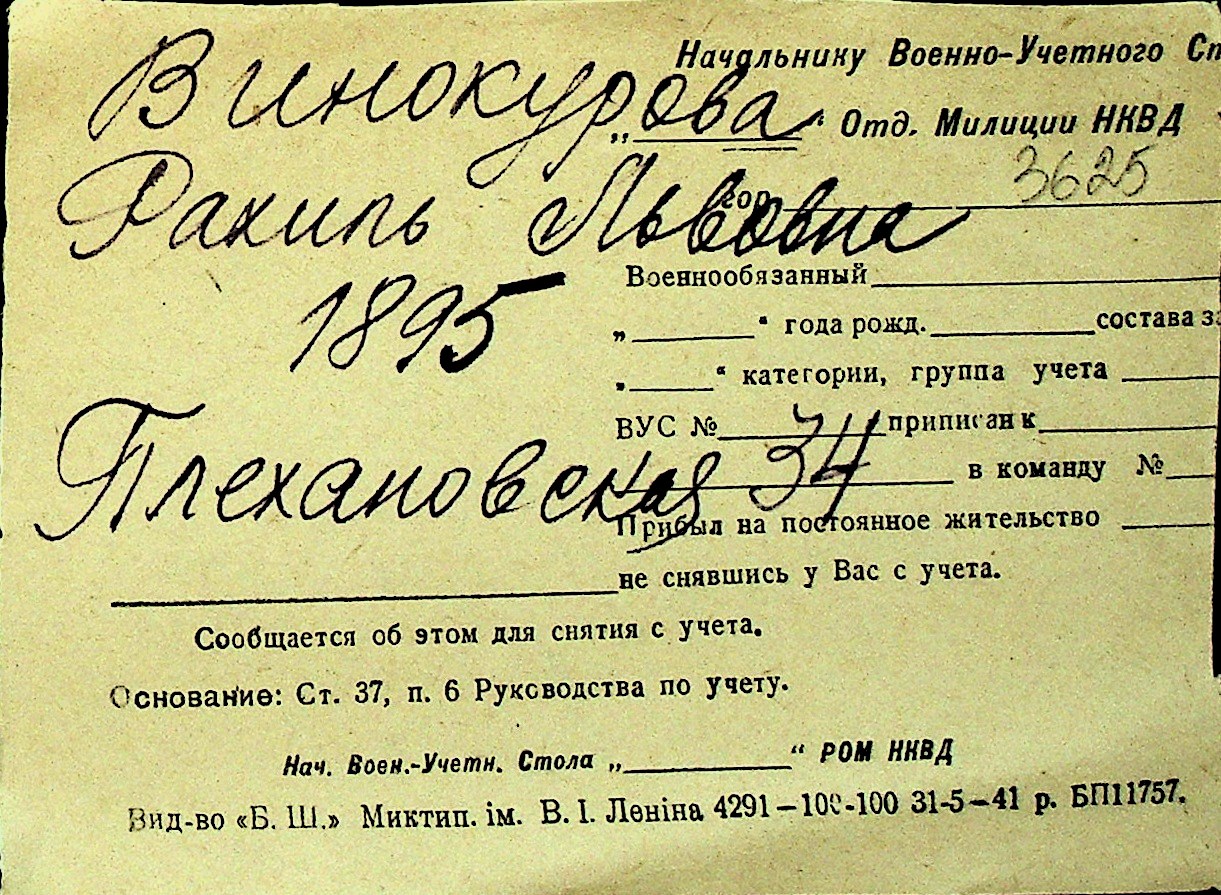 Начальнику Военно-Учетного Ст
Винокурова
„ “ Отд. Милиции НКВД
3625
гор.
Рахиль Львовна
Военнообязанный
1895
„ “ года рожд. состава за
„ “ категории, группа учета
ВУС № приписан к
Плехановская 34
в команду №
Прибыл на постоянное жительство
не снявшись у Вас с учета.
Сообщается об этом для снятия с учета.
Основание: Ст. 37, п. 6 Руководства по учету.
Нач. Воен.-Учетн. Стола „ “ РОМ НКВД
Вид-во «Б. Ш.» Миктип. ім. В. І. Леніна 4291—100-100 31-5—41 р. БП11757.